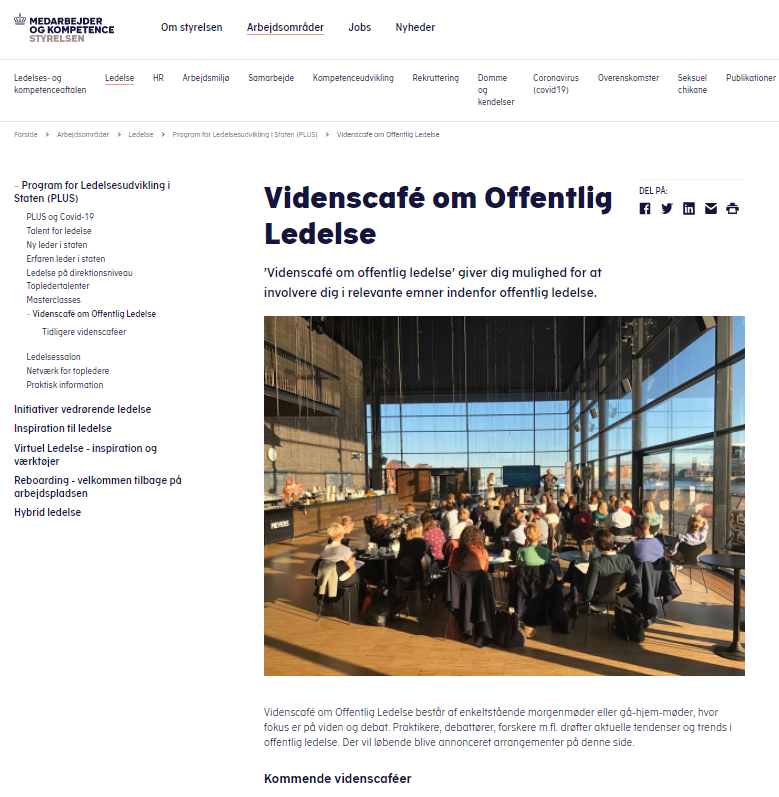 MEDARBEJDER
OG KOMPETENCE
STYRELSEN
Om styrelsen
Arbejdsområder
Jobs
Nyheder
Ledelses- og
kompetenceaftalen
Ledelse
HR
Arbejdsmiljø
Samarbejde
Kompetenceudvikling
Rekruttering
Domme
og
kendelser
Coronavirus
(covid19)
Overenskomster
Seksuel
chikane
Publikationer
Forside > Arbejdsområder > Ledelse > Program for Ledelsesudvikling i Staten (PLUS) > Videnscafé om Offentlig Ledelse
– Program for Ledelsesudvikling i
Staten (PLUS)
PLUS og Covid-19
Talent for ledelse
Ny leder i staten
Erfaren leder i staten
Ledelse på direktionsniveau
Topledertalenter
Masterclasses
– Videnscafé om Offentlig Ledelse
Tidligere videnscaféer
Ledelsessalon
Netværk for topledere
Praktisk information
Initiativer vedrørende ledelse
Inspiration til ledelse
Virtuel Ledelse - inspiration og
værktøjer
Reboarding - velkommen tilbage på
arbejdspladsen
Hybrid ledelse
Videnscafé om Offentlig
Ledelse
DEL PÅ:
’Videnscafé om offentlig ledelse’ giver dig mulighed for at
involvere dig i relevante emner indenfor offentlig ledelse.
MEYERS
Videnscafé om Offentlig Ledelse består af enkeltstående morgenmøder eller gå-hjem-møder, hvor
fokus er på viden og debat. Praktikere, debattører, forskere m.fl. drøfter aktuelle tendenser og trends i
offentlig ledelse. Der vil løbende blive annonceret arrangementer på denne side.
Kommende videnscaféer